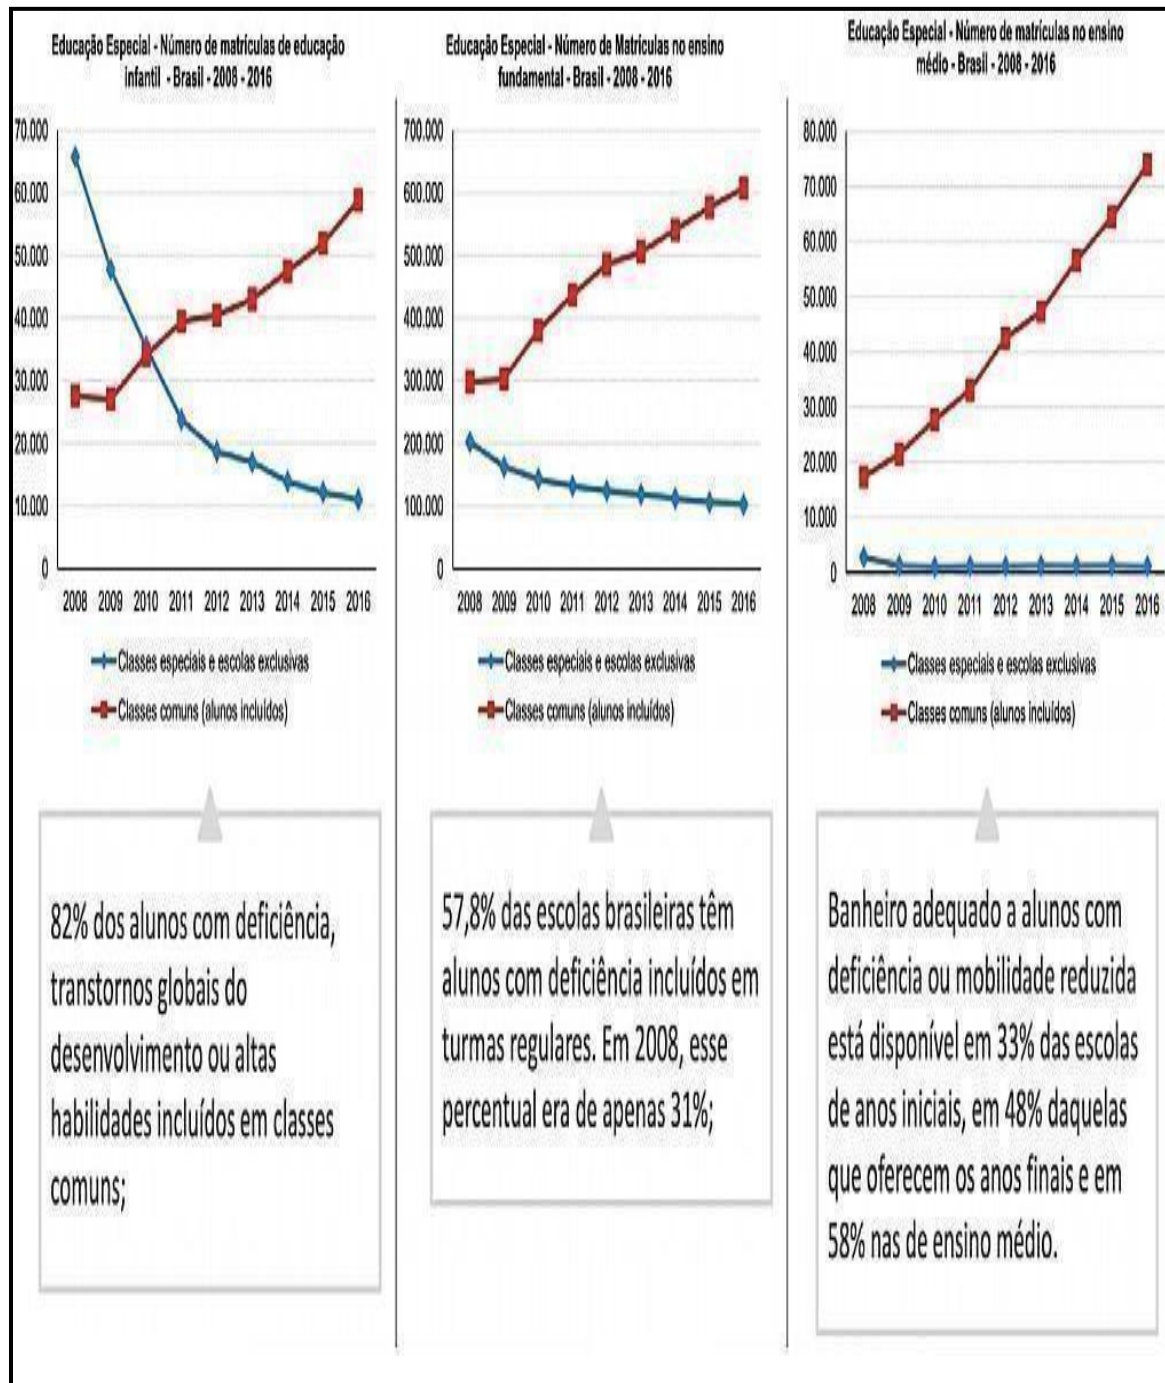 Educação Especial - Número de matrículas de educação
infantil - Brasil - 2008 - 2016
70.000
60.000
50.000
40.000
30.000
20.000
10.000
0
2008 2009 2010 2011 2012 2013 2014 2015 2016
Classes especiais e escolas exclusivas
Classes comuns (alunos incluídos)
82% dos alunos com deficiência,
transtornos globais do
desenvolvimento ou altas
habilidades incluídos em classes
comuns;
Educação Especial - Número de Matrículas no ensino
fundamental - Brasil - 2008 - 2016
700.000
600.000
500.000
400.000
300.000
200.000
100.000
0
2008 2009 2010 2011 2012 2013 2014 2015 2016
Classes especiais e escolas exclusivas
Classes comuns (alunos incluídos)
57,8% das escolas brasileiras têm
alunos com deficiência incluídos em
turmas regulares. Em 2008, esse
percentual era de apenas 31%;
Educação Especial - Número de matrículas no ensino
médio - Brasil - 2008 - 2016
80.000
70.000
60.000
50.000
40.000
30.000
20.000
10.000
0
2008 2009 2010 2011 2012 2013 2014 2015 2016
Classes especiais e escolas exclusivas
Classes comuns (alunos incluídos)
Banheiro adequado a alunos com
deficiência ou mobilidade reduzida
está disponível em 33% das escolas
de anos iniciais, em 48% daquelas
que oferecem os anos finais e em
58% nas de ensino médio.